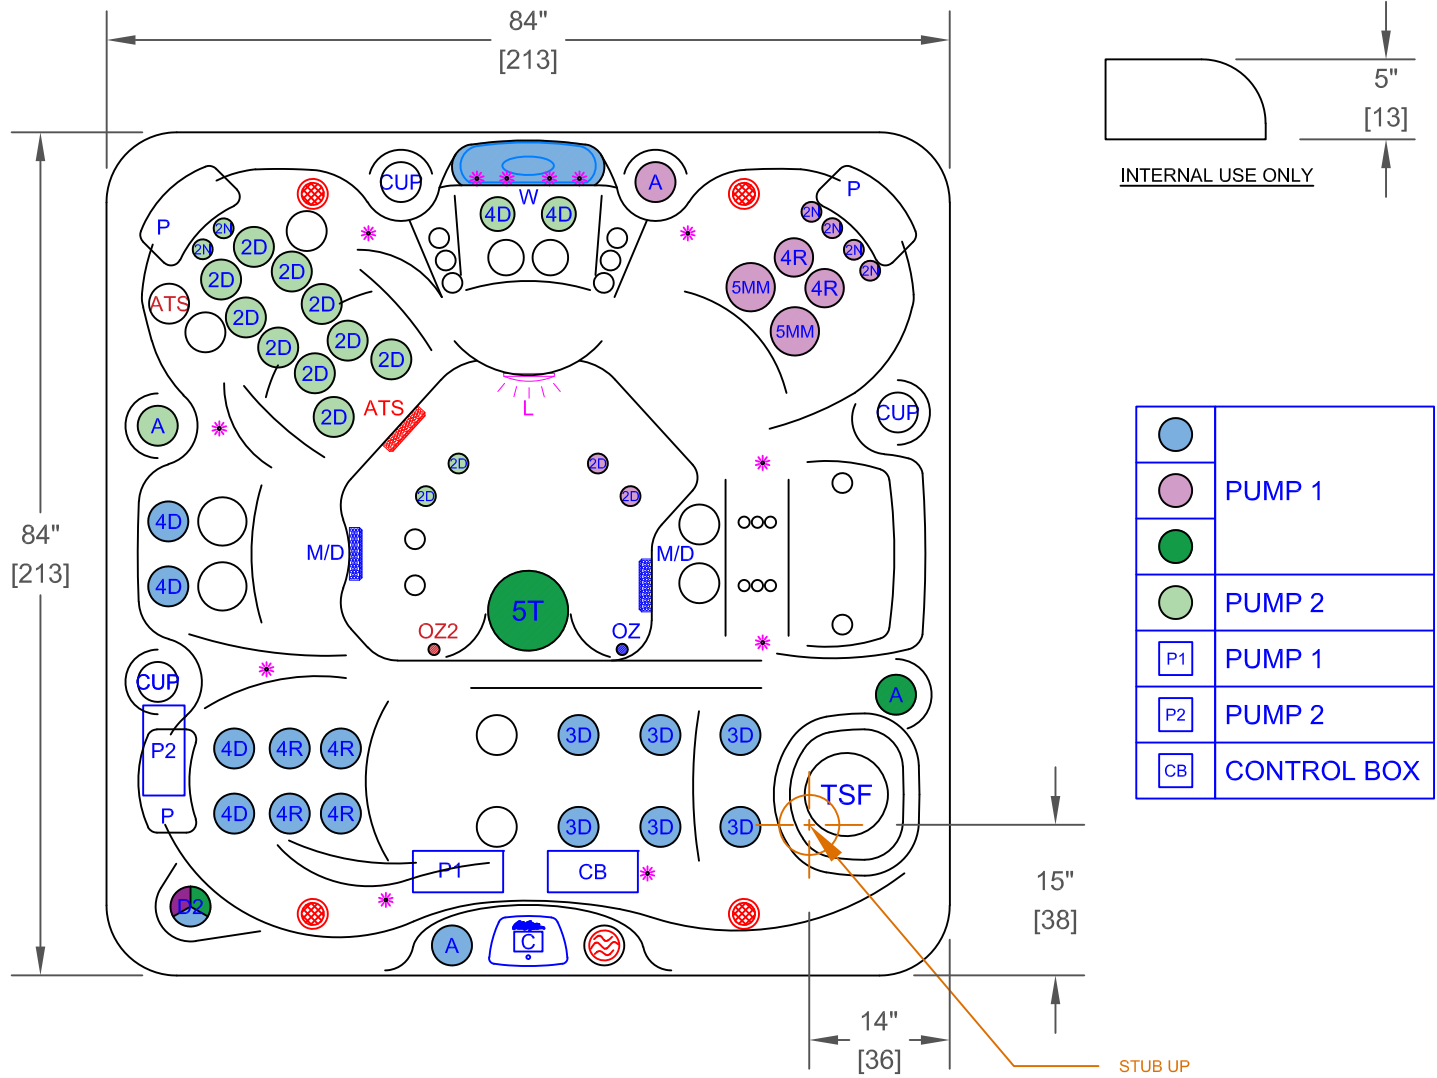 84"
[213]
5"
[13]
INTERNAL USE ONLY
CUP
A
P
P
W
4D
4D
2N
2N
2N
2N
2N
2N
2D
2D
2D
2D
2D
2D
2D
2D
2D
2D
2D
4R
4R
5MM
5MM
ATS
ATS
L
A
CUP
2D
2D
2D
2D
PUMP 1
84"
[213]
4D
4D
M/D
M/D
5T
OZ2
OZ
PUMP 2
P1
PUMP 1
P2
PUMP 2
CB
CONTROL BOX
CUP
A
P2
P
4D
4R
4R
4D
4R
4R
3D
3D
3D
3D
3D
3D
TSF
P1
CB
D2
A
C
15"
[38]
14"
[36]
STUB UP